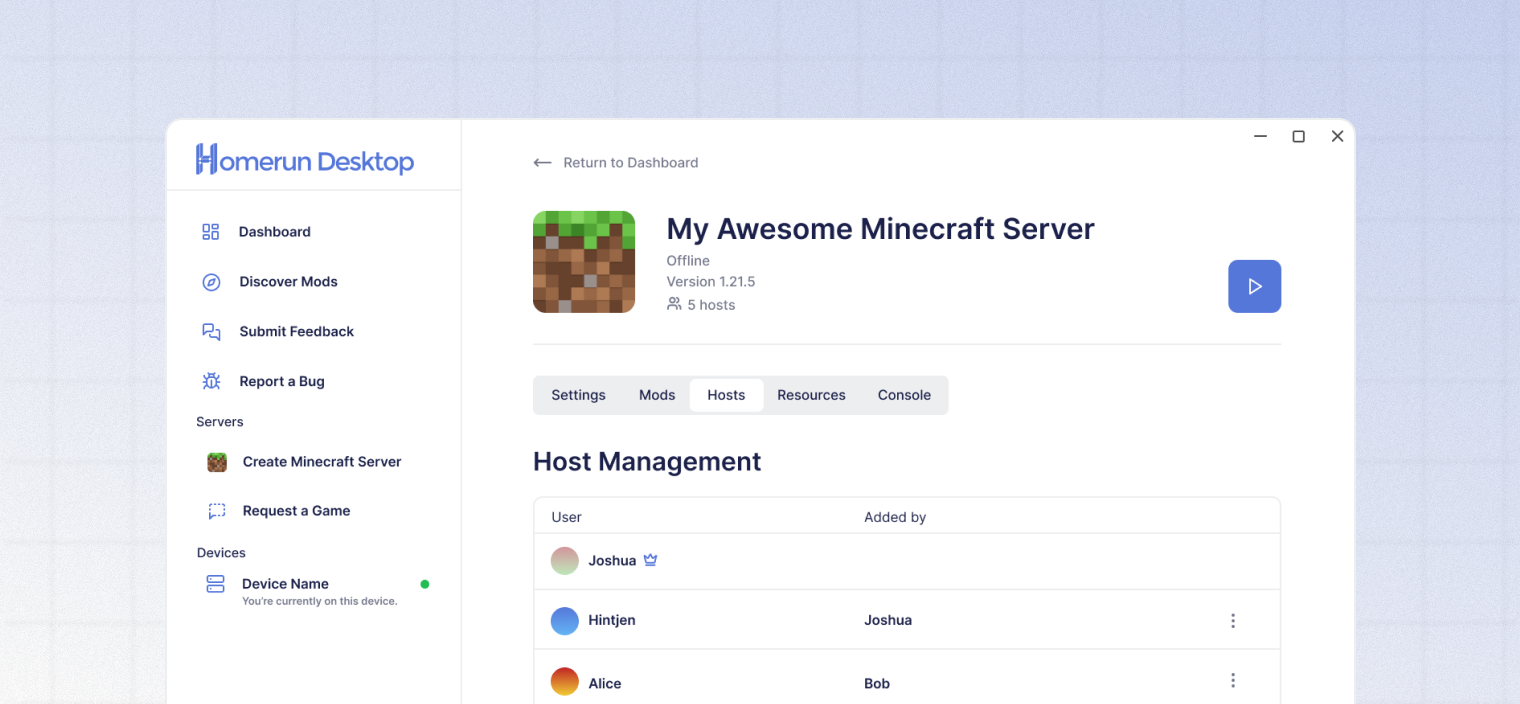 Homerun Desktop
Dashboard
Discover Mods
Submit Feedback
Report a Bug
Servers
Create Minecraft Server
Request a Game
Devices
Device Name
You're currently on this device.
Return to Dashboard
My Awesome Minecraft Server
Offline
Version 1.21.5
5 hosts
Settings Mods Hosts Resources Console
Host Management
User Added by
Joshua
Hintjen Joshua
Alice Bob